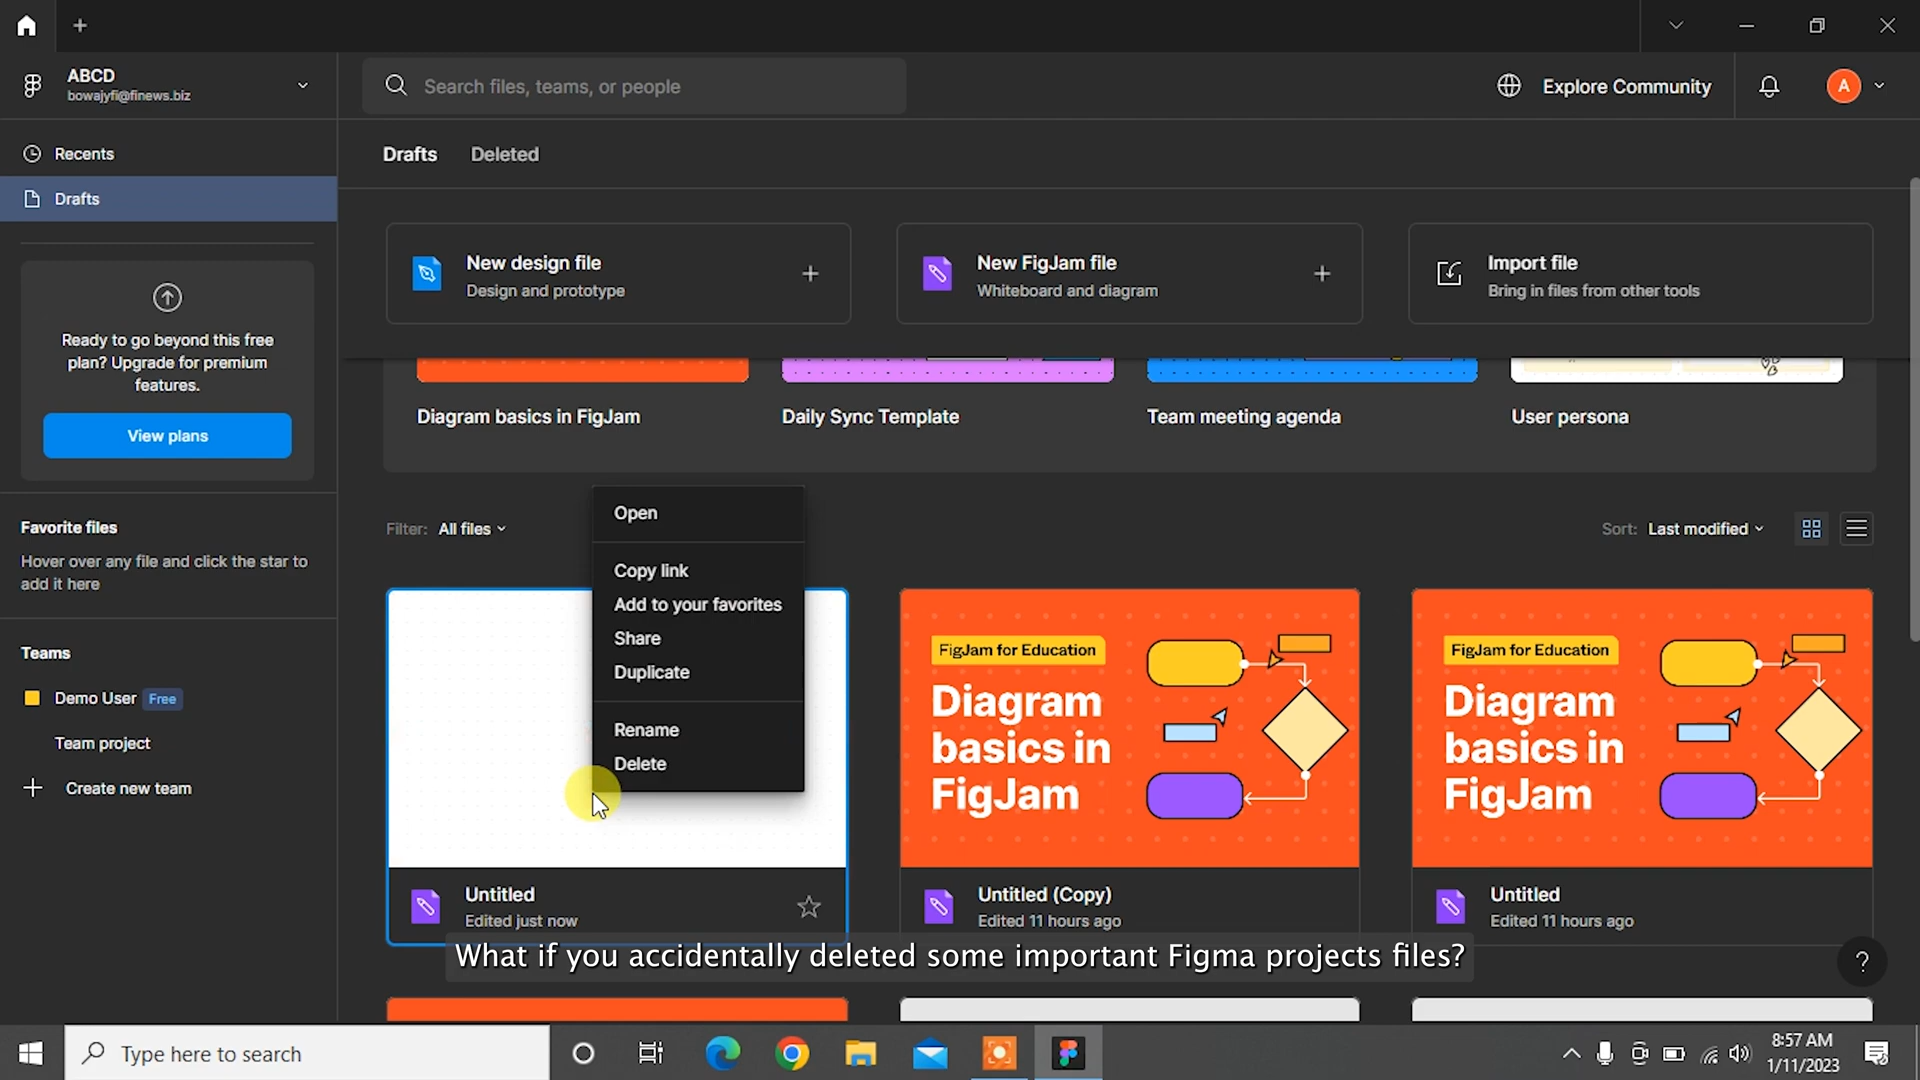 ABCD
bowajyfi@finews.biz
Search files, teams, or people
Explore Community
A
Recents
Drafts
Drafts
Deleted
New design file
Design and prototype
New FigJam file
Whiteboard and diagram
Import file
Bring in files from other tools
Ready to go beyond this free
plan? Upgrade for premium
features.
View plans
Diagram basics in FigJam
Daily Sync Template
Team meeting agenda
User persona
Favorite files
Hover over any file and click the star to
add it here
Filter: All files
Sort: Last modified
Open
Copy link
Add to your favorites
Share
Duplicate
Rename
Delete
Teams
Demo User Free
Team project
Create new team
FigJam for Education
Diagram
basics in
FigJam
FigJam for Education
Diagram
basics in
FigJam
Untitled
Edited just now
Untitled (Copy)
Edited 11 hours ago
Untitled
Edited 11 hours ago
What if you accidentally deleted some important Figma projects files?
?
Type here to search
8:57 AM
1/11/2023